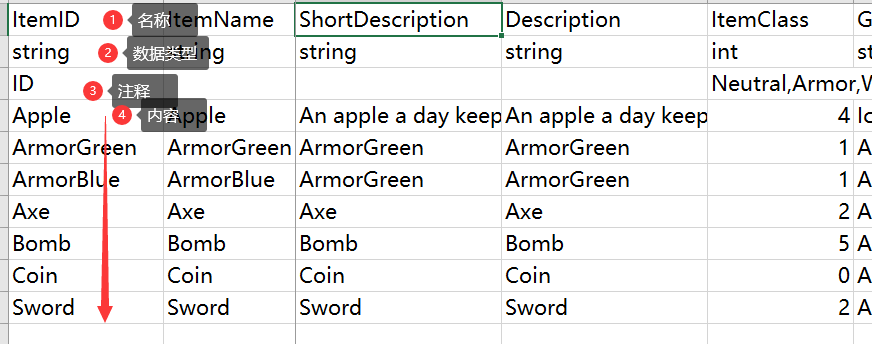 ItemID 1 名称 ItemName ShortDescription Description ItemClass G
string 2 数据类型 string string string int st
ID 3 注释 Neutral,Armor,W
Apple 4 内容 Apple An apple a day keep An apple a day keep 4 Ic
ArmorGreen ArmorGreen ArmorGreen ArmorGreen 1 A
ArmorBlue ArmorBlue ArmorGreen ArmorGreen 1 A
Axe Axe Axe Axe 2 A
Bomb Bomb Bomb Bomb 5 A
Coin Coin Coin Coin 0 A
Sword Sword Sword Sword 2 A